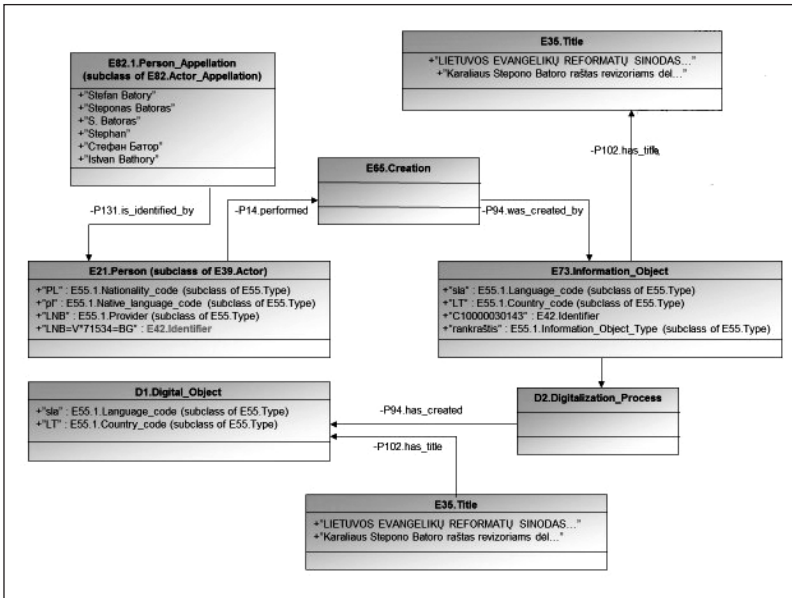 E35.Title
+"LIETUVOS EVANGELIKŲ REFORMATŲ SINODAS..."
+"Karaliaus Stepono Batoro raštas revizoriams dėl..."
E82.1.Person_Appellation
(subclass of E82.Actor_Appellation)
+"Stefan Batory"
+"Steponas Batoras"
+"S. Batoras"
+"Stephan"
+"Стефан Батор"
+"Istvan Bathory"
-P102.has_title
E65.Creation
-P131.is_identified_by
-P14.performed
-P94.was_created_by
E21.Person (subclass of E39.Actor)
+"PL" : E55.1.Nationality_code (subclass of E55.Type)
+"pl" : E55.1.Native_language_code (subclass of E55.Type)
+"LNB" : E55.1.Provider (subclass of E55.Type)
+"LNB=V*71534=BG" : E42.Identifier
E73.Information_Object
+"sla" : E55.1.Language_code (subclass of E55.Type)
+"LT" : E55.1.Country_code (subclass of E55.Type)
+"C10000030143" : E42.Identifier
+"rankraštis" : E55.1.Information_Object_Type (subclass of E55.Type)
D1.Digital_Object
+"sla" : E55.1.Language_code (subclass of E55.Type)
+"LT" : E55.1.Country_code (subclass of E55.Type)
-P94.has_created
D2.Digitalization_Process
-P102.has_title
E35.Title
+"LIETUVOS EVANGELIKŲ REFORMATŲ SINODAS..."
+"Karaliaus Stepono Batoro raštas revizoriams dėl..."